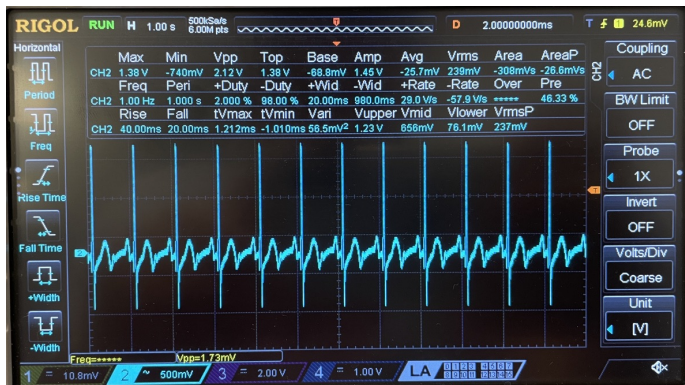 RIGOL RUN H 1.00 s 500kSa/s 6.00M pts D 2.00000000ms T 1 24.6mV
Horizontal
Period
Freq
Rise Time
Fall Time
+Width
-Width
Max Min Vpp Top Base Amp Avg Vrms Area AreaP
CH2 1.38 V -740mV 2.12 V 1.38 V -68.8mV 1.45 V -25.7mV 239mV -308mVs -26.6mVs
Freq Peri +Duty -Duty +Wid -Wid +Rate -Rate Over Pre
CH2 1.00 Hz 1.000 s 2.000 % 98.00 % 20.00ms 980.0ms 29.0 V/s -57.9 V/s ***** 46.33 %
Rise Fall tVmax tVmin Vari Vupper Vmid Vlower VrmsP
CH2 40.00ms 20.00ms 1.212ms -1.010ms 56.5mV² 1.23 V 656mV 76.1mV 237mV
T
2
CH2
Coupling
AC
BW Limit
OFF
Probe
1X
Invert
OFF
Volts/Div
Coarse
Unit
[V]
Freq=***** Vpp=1.73mV
1 = 10.8mV 2 ~ 500mV 3 = 2.00 V 4 = 1.00 V LA